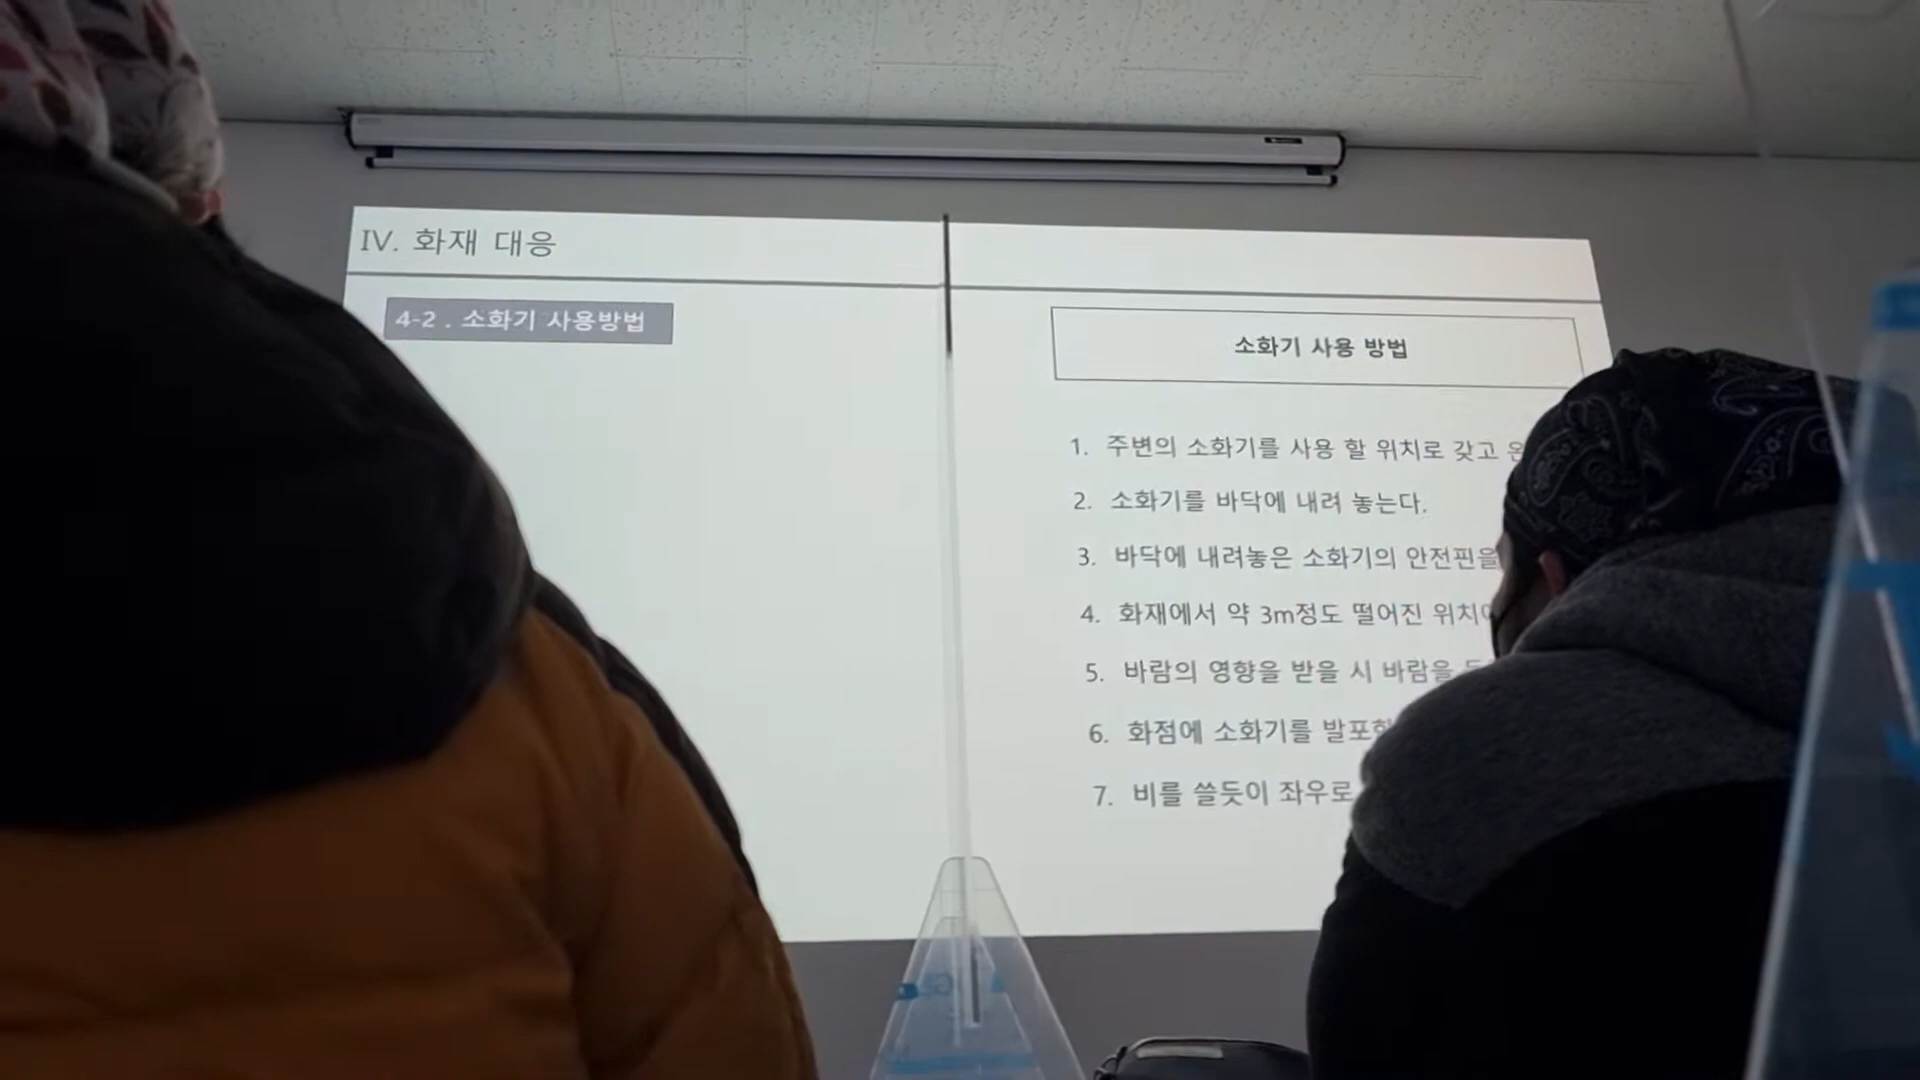 IV. 화재 대응
4-2 . 소화기 사용방법
소화기 사용 방법
1. 주변의 소화기를 사용 할 위치로 갖고
2. 소화기를 바닥에 내려 놓는다.
3. 바닥에 내려놓은 소화기의 안전핀을
4. 화재에서 약 3m정도 떨어진
5. 바람의 영향을 받을 시 바람을
6. 화점에 소화기를
7. 비를 쓸듯이 좌우로